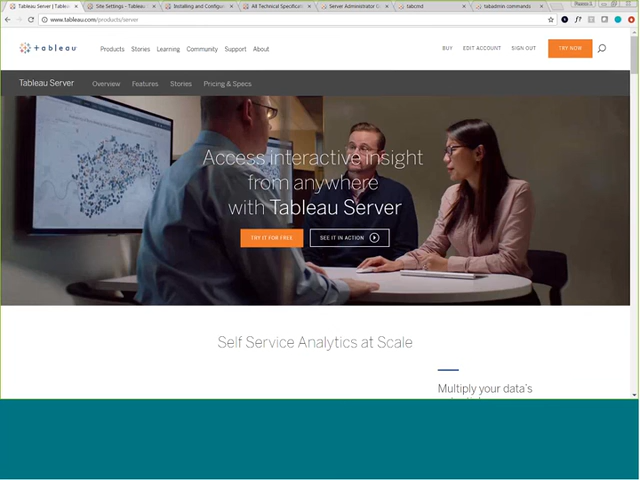 Tableau Server | Tablea
Site Settings - Tableau
Installing and Configur
All Technical Specificati
Server Administrator G
tabcmd
tabadmin commands
www.tableau.com/products/server
tableau
Products Stories Learning Community Support About
BUY EDIT ACCOUNT SIGN OUT TRY NOW
Tableau Server Overview Features Stories Pricing & Specs
Access interactive insight
from anywhere
with Tableau Server
TRY IT FOR FREE SEE IT IN ACTION
Self Service Analytics at Scale
Multiply your data's